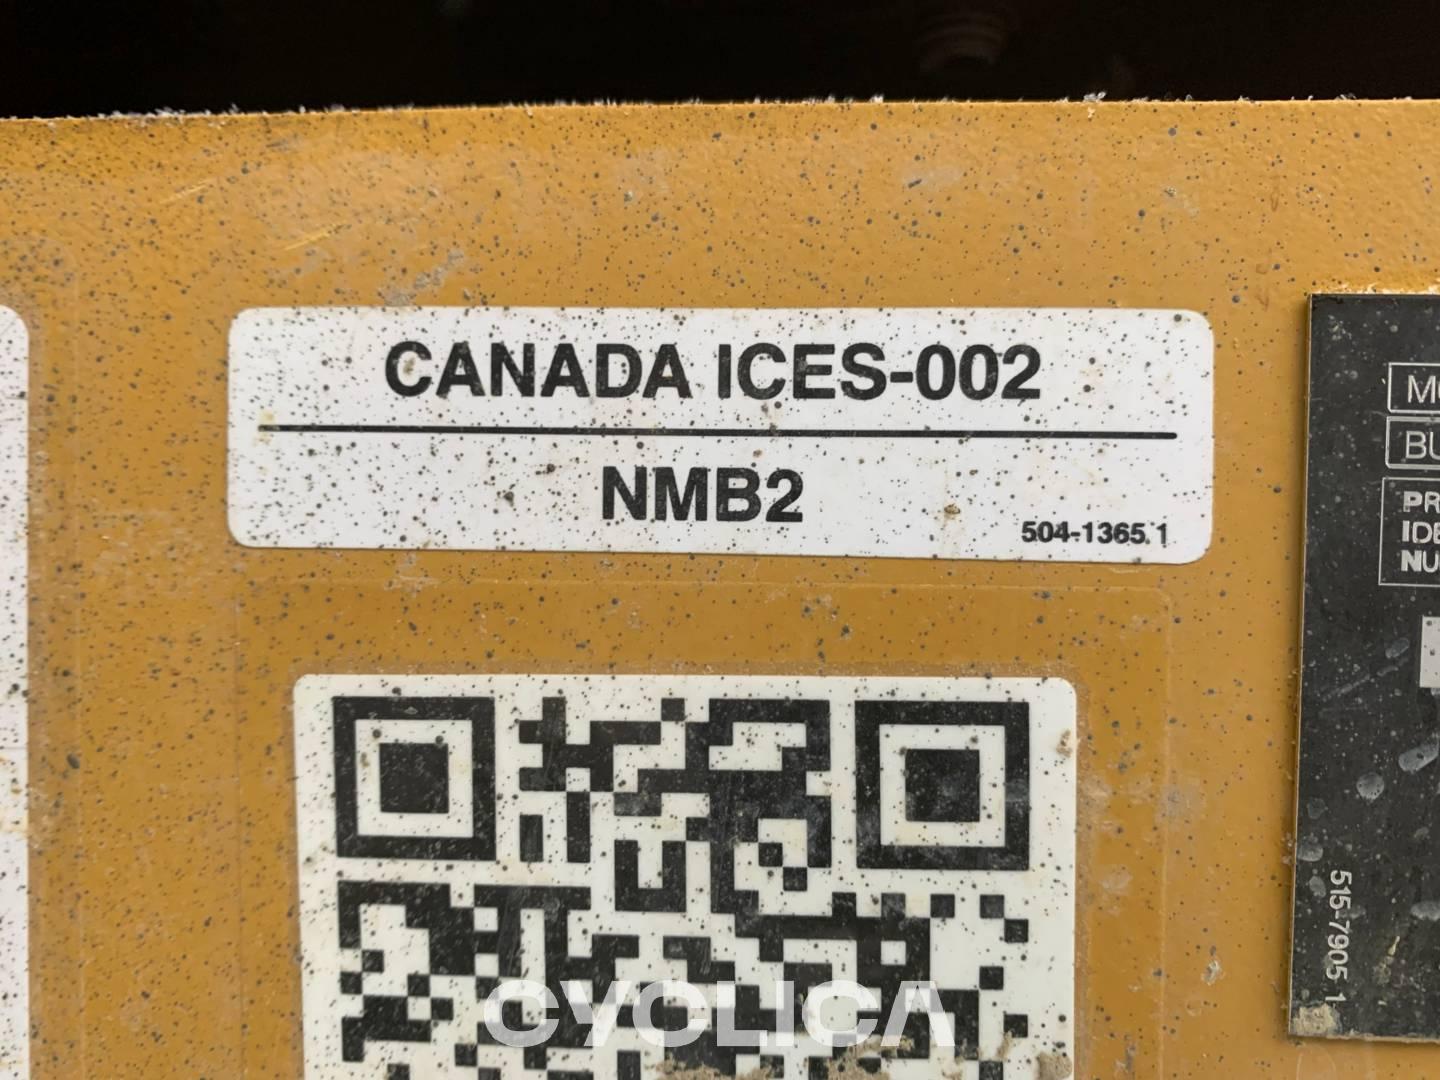 CANADA ICES-002
NMB2
504-1365 1
515-7905 1
CYCLICA